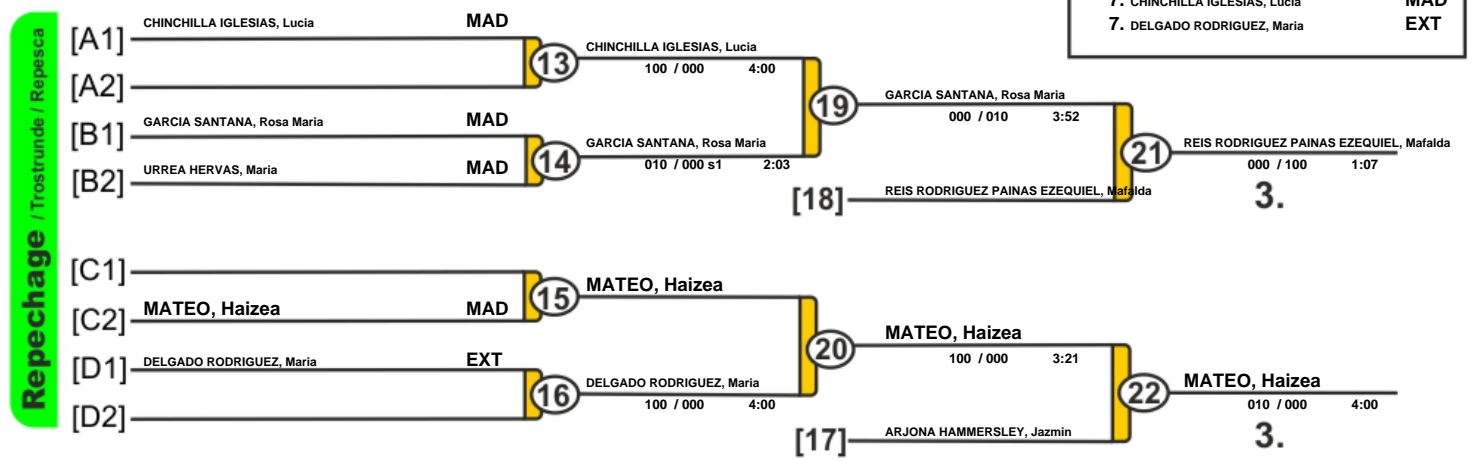 7. CHINCHILLA IGLESIAS, Lucia MAD
7. DELGADO RODRIGUEZ, Maria EXT
Repechage / Trostrunde / Repesca
[A1] CHINCHILLA IGLESIAS, Lucia MAD
[A2]
13 CHINCHILLA IGLESIAS, Lucia
100 / 000 4:00
[B1] GARCIA SANTANA, Rosa Maria MAD
[B2] URREA HERVAS, Maria MAD
14 GARCIA SANTANA, Rosa Maria
010 / 000 s1 2:03
19 GARCIA SANTANA, Rosa Maria
000 / 010 3:52
[18] REIS RODRIGUEZ PAINAS EZEQUIEL, Mafalda
21 REIS RODRIGUEZ PAINAS EZEQUIEL, Mafalda
000 / 100 1:07
3.
[C1]
[C2] MATEO, Haizea MAD
15 MATEO, Haizea
[D1] DELGADO RODRIGUEZ, Maria EXT
[D2]
16 DELGADO RODRIGUEZ, Maria
100 / 000 4:00
20 MATEO, Haizea
100 / 000 3:21
[17] ARJONA HAMMERSLEY, Jazmin
22 MATEO, Haizea
010 / 000 4:00
3.